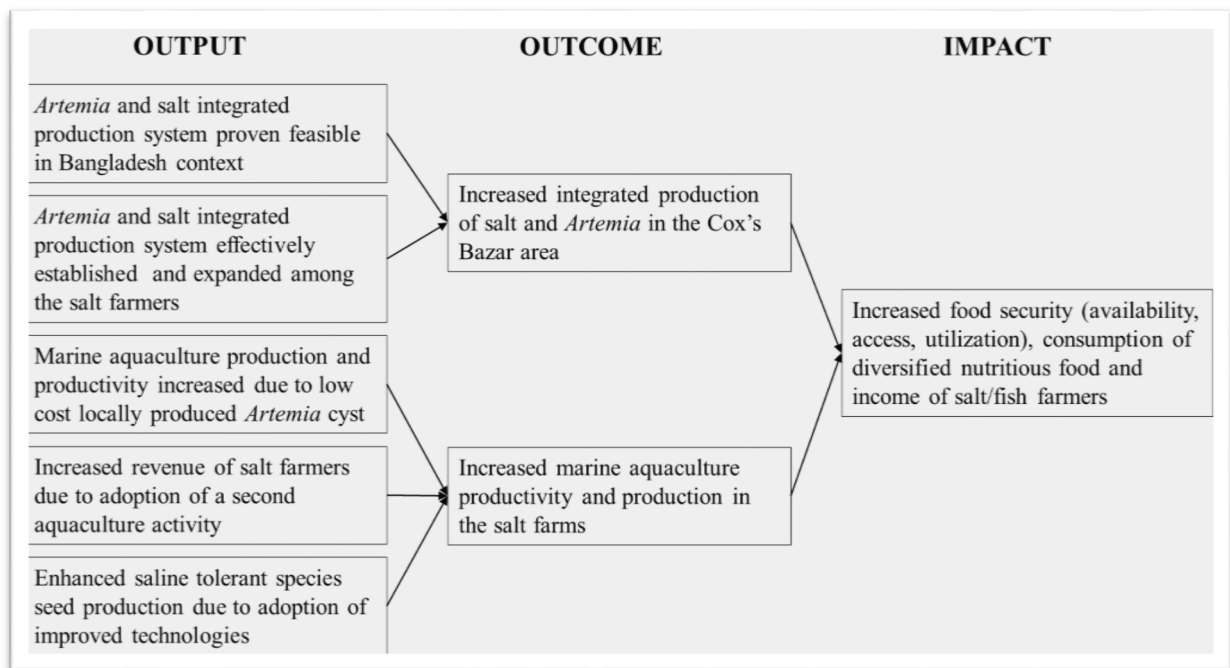 OUTPUT
OUTCOME
IMPACT
Artemia and salt integrated
production system proven feasible
in Bangladesh context
Artemia and salt integrated
production system effectively
established and expanded among
the salt farmers
Marine aquaculture production and
productivity increased due to low
cost locally produced Artemia cyst
Increased revenue of salt farmers
due to adoption of a second
aquaculture activity
Enhanced saline tolerant species
seed production due to adoption of
improved technologies
Increased integrated production
of salt and Artemia in the Cox's
Bazar area
Increased marine aquaculture
productivity and production in
the salt farms
Increased food security (availability,
access, utilization), consumption of
diversified nutritious food and
income of salt/fish farmers